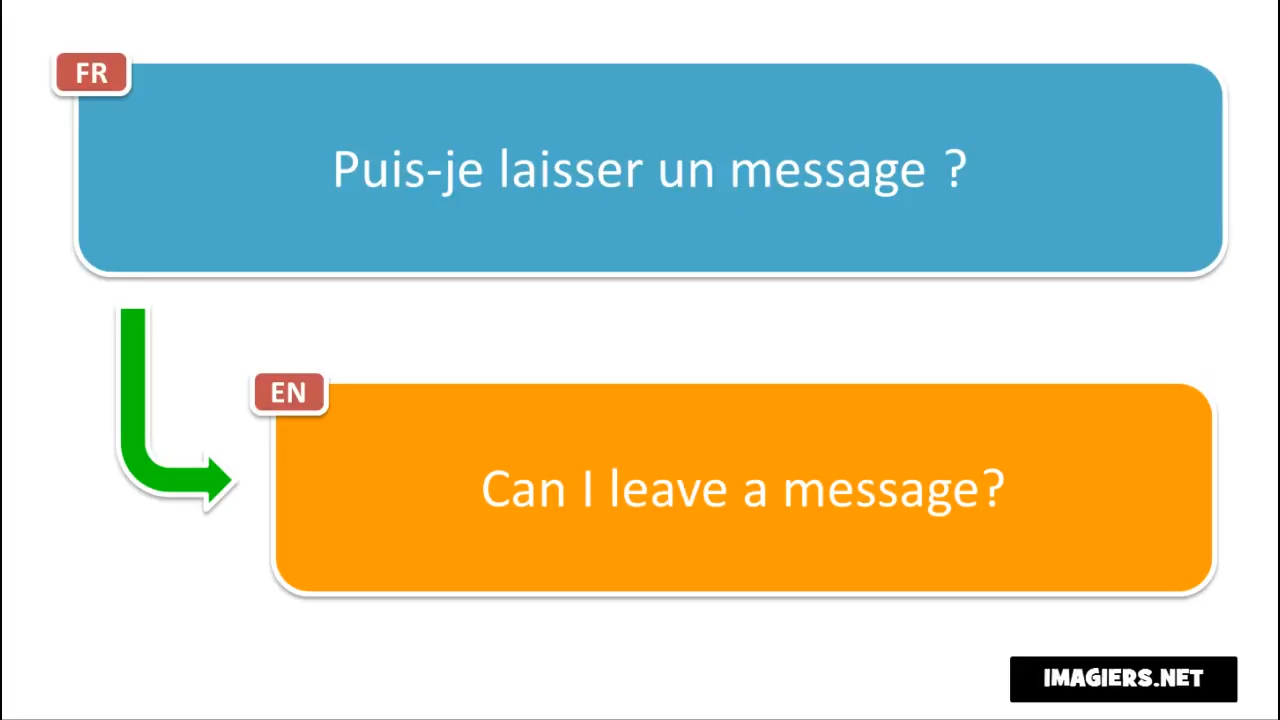 FR
Puis-je laisser un message ?
EN
Can I leave a message?
IMAGIERS.NET